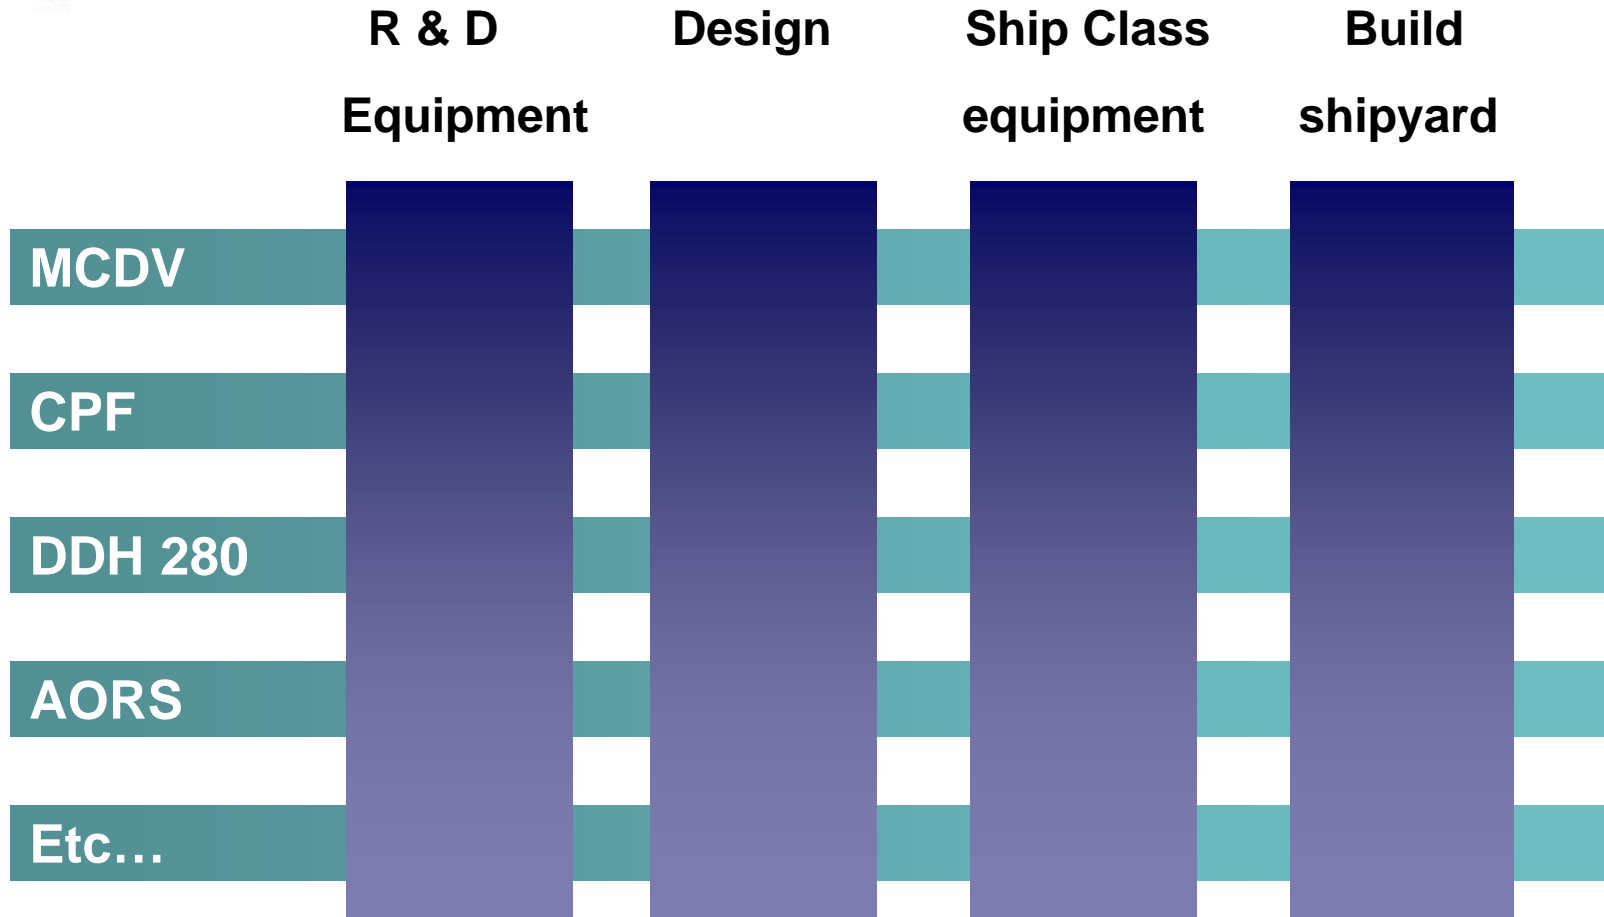 R & D Design Ship Class Build
Equipment equipment shipyard
MCDV
CPF
DDH 280
AORS
Etc…